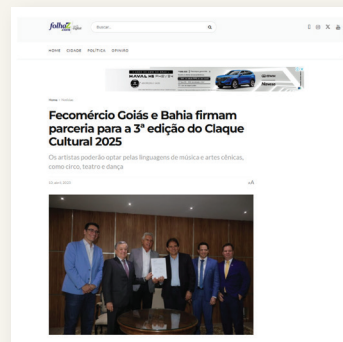 folha
Buscar...
HOME CIDADE POLÍTICA OPINIÃO
Fecomércio Goiás e Bahia firmam
parceria para a 3ª edição do Claque
Cultural 2025
Os artistas poderão optar pelas linguagens de música e artes cênicas,
como circo, teatro e dança